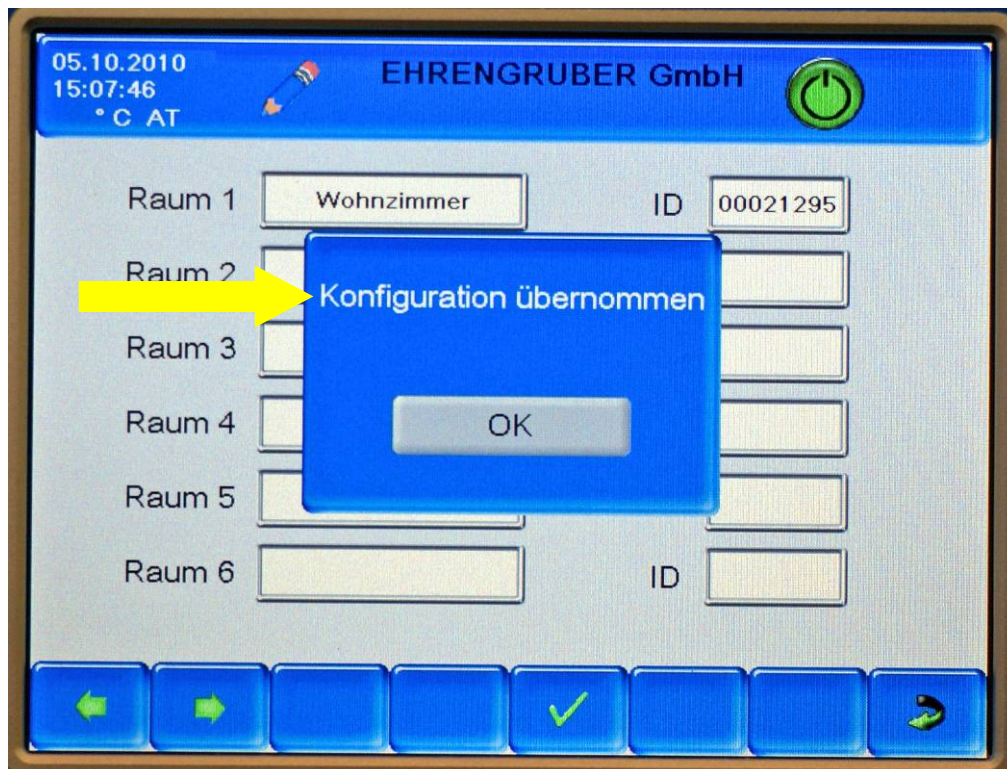 05.10.2010
15:07:46
°C AT
EHRENGRUBER GmbH
Raum 1 Wohnzimmer ID 00021295
Raum 2
Konfiguration übernommen
Raum 3
Raum 4
OK
Raum 5
Raum 6 ID